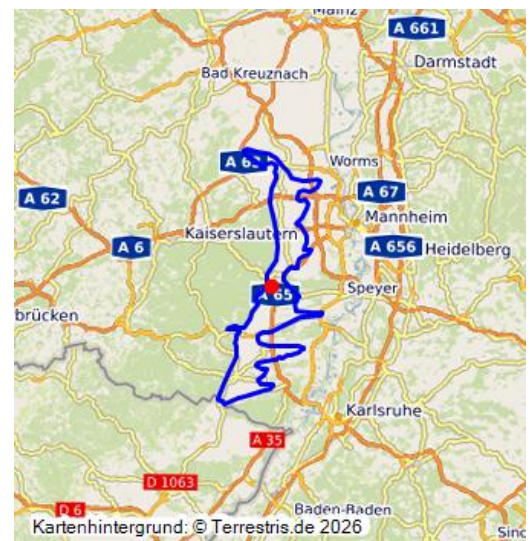 Mainz
A 661
Darmstadt
Bad Kreuznach
Worms
A 62
A 67
Mannheim
Kaiserslautern
A 6
A 656
Heidelberg
Speyer
A 65
brücken
Karlsruhe
A 35
D 1063
D 6
Baden-Baden
Kartenhintergrund: © Terrestris.de 2026